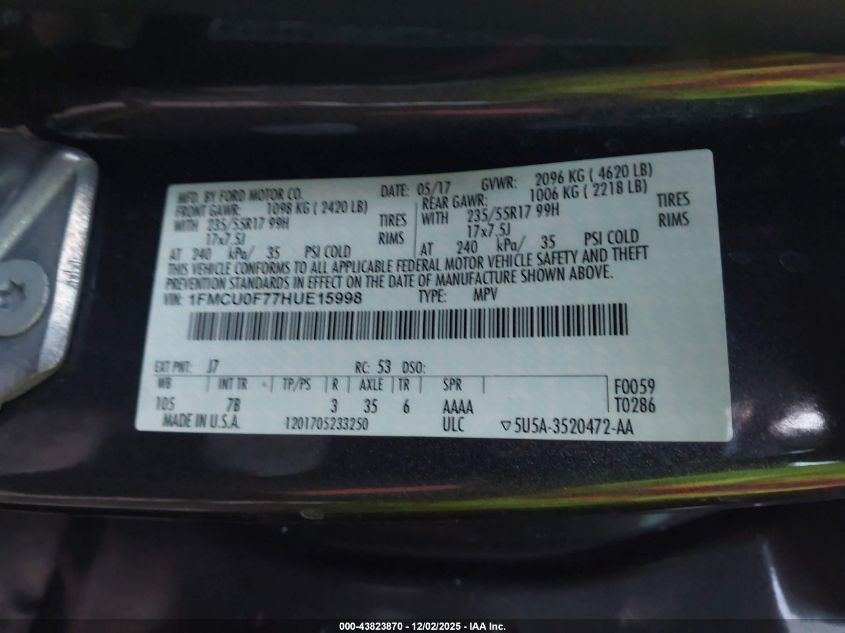 MFD. BY FORD MOTOR CO. DATE: 05/17 GVWR: 2096 KG ( 4620 LB)
FRONT GAWR: 1098 KG ( 2420 LB) REAR GAWR: 1006 KG ( 2218 LB)
WITH 235/55R17 99H TIRES WITH 235/55R17 99H TIRES
17x7.5J RIMS 17x7.5J RIMS
AT 240 kPa/ 35 PSI COLD AT 240 kPa/ 35 PSI COLD
THIS VEHICLE CONFORMS TO ALL APPLICABLE FEDERAL MOTOR VEHICLE SAFETY AND THEFT
PREVENTION STANDARDS IN EFFECT ON THE DATE OF MANUFACTURE SHOWN ABOVE.
VIN: 1FMCU0F77HUE15998 TYPE: MPV
EXT PNT: J7 RC: 53 DSO:
WB INT TR TP/PS R AXLE TR SPR F0059
105 7B 3 35 6 AAAA T0286
MADE IN U.S.A. 1201705233250 ULC ▽5U5A-3520472-AA
000-43823870 - 12/02/2025 - IAA Inc.